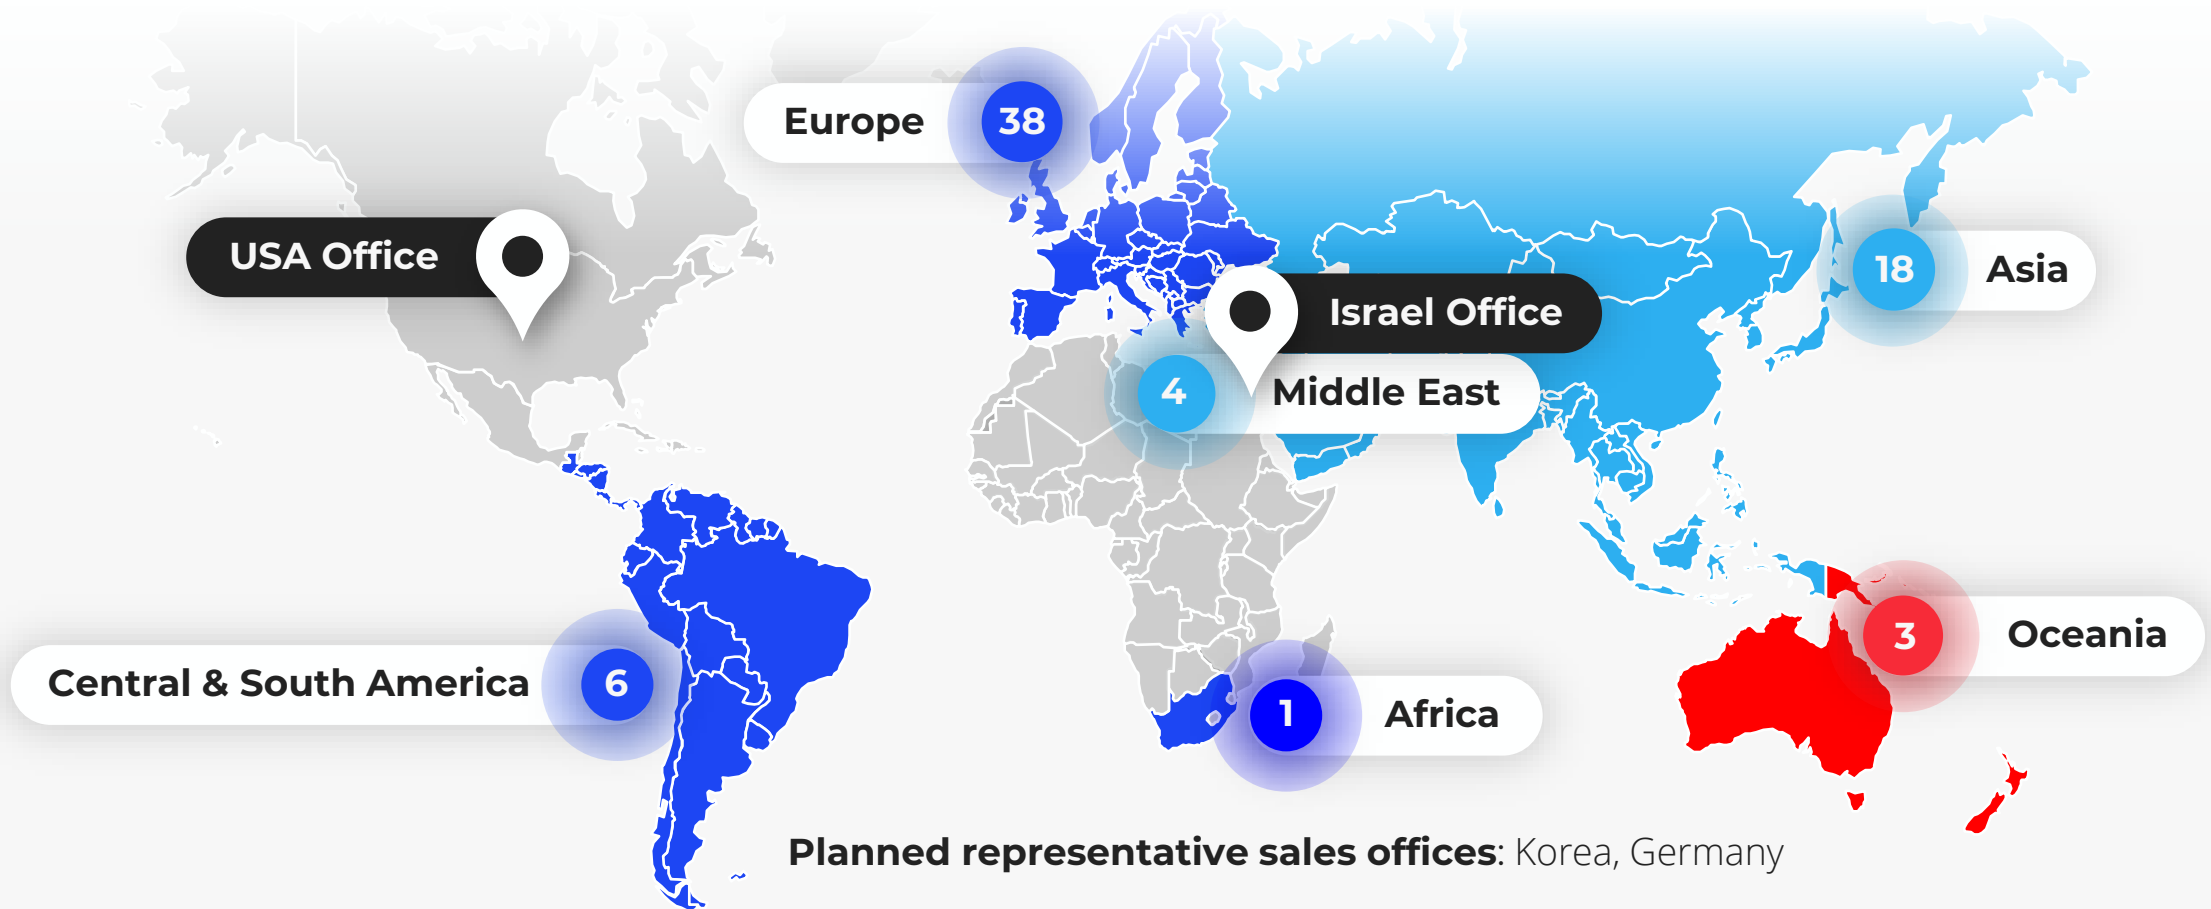 Europe 38
USA Office
18 Asia
Israel Office
4 Middle East
3 Oceania
Central & South America 6
1 Africa
Planned representative sales offices: Korea, Germany